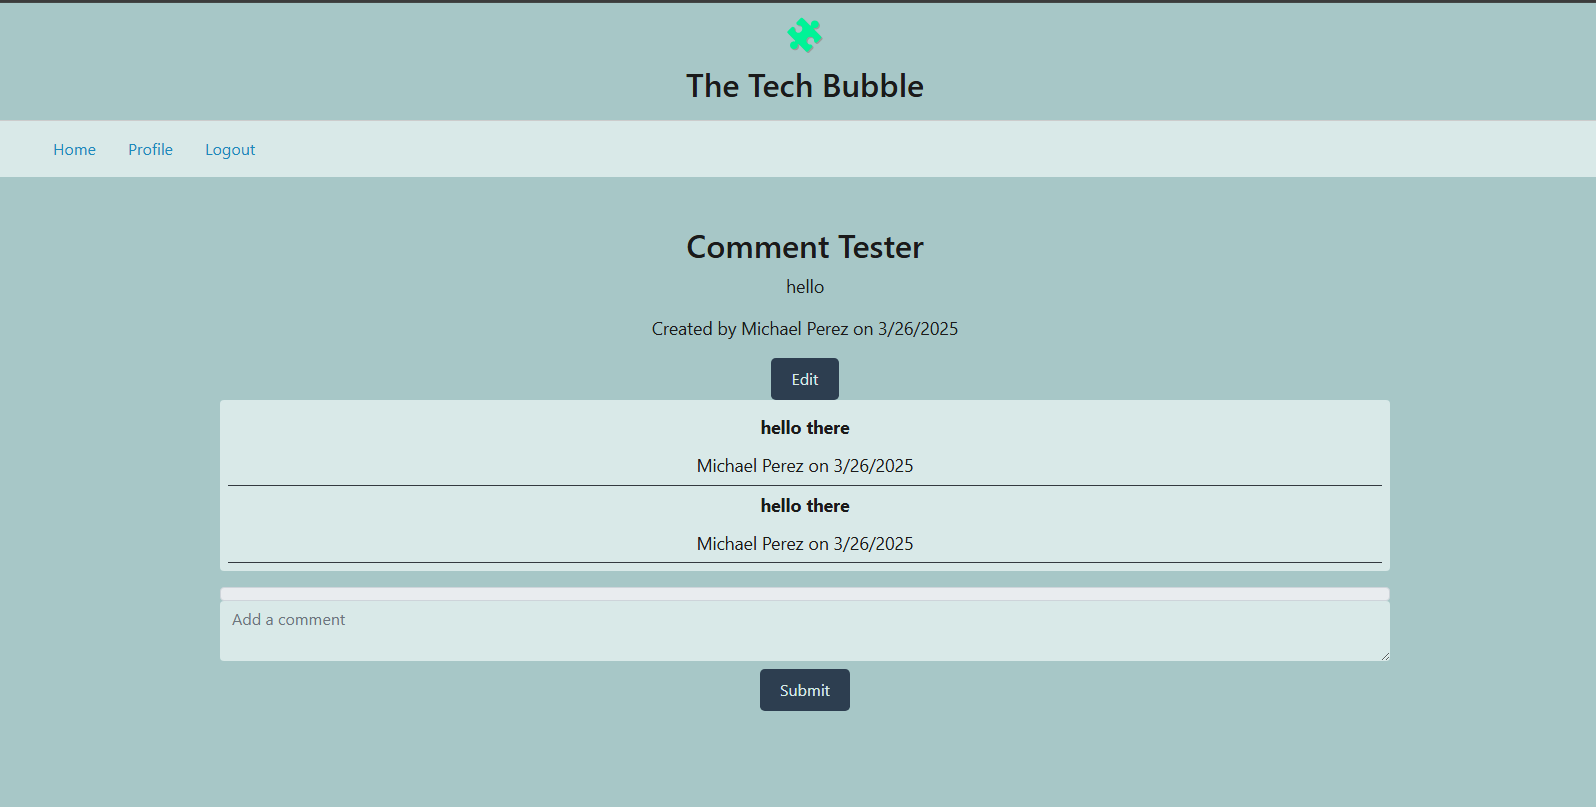 The Tech Bubble
Home Profile Logout
Comment Tester
hello
Created by Michael Perez on 3/26/2025
Edit
hello there
Michael Perez on 3/26/2025
hello there
Michael Perez on 3/26/2025
Add a comment
Submit